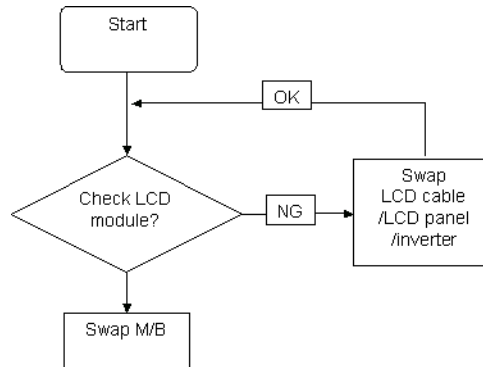 Start
OK
Check LCD
module?
NG
Swap
LCD cable
/LCD panel
/inverter
Swap M/B